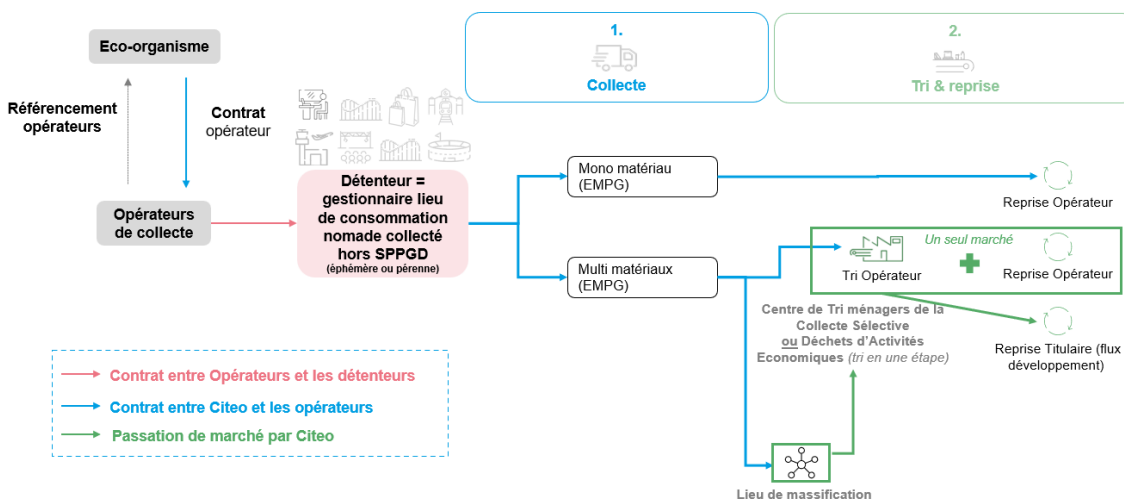 Eco-organisme
Référencement
opérateurs
Contrat
opérateur
Opérateurs
de collecte
Détenteur =
gestionnaire lieu
de consommation
nomade collecté
hors SPPGD
(éphémère ou pérenne)
1.
Collecte
2.
Tri & reprise
Mono matériau
(EMPG)
Reprise Opérateur
Multi matériaux
(EMPG)
Tri Opérateur
Un seul marché
Reprise Opérateur
Centre de Tri ménagers de la
Collecte Sélective
ou Déchets d'Activités
Economiques (tri en une étape)
Reprise Titulaire (flux
développement)
Lieu de massification
Contrat entre Opérateurs et les détenteurs
Contrat entre Citeo et les opérateurs
Passation de marché par Citeo